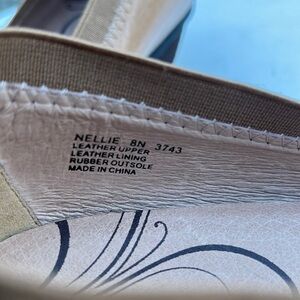 NELLIE 8N 3743
LEATHER UPPER
LEATHER LINING
RUBBER OUTSOLE
MADE IN CHINA